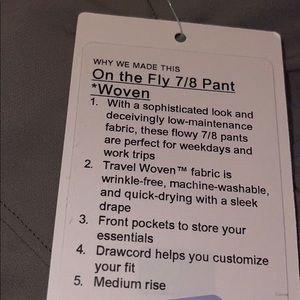 WHY WE MADE THIS
On the Fly 7/8 Pant
*Woven
1. With a sophisticated look and
deceivingly low-maintenance
fabric, these flowy 7/8 pants
are perfect for weekdays and
work trips
2. Travel Woven™ fabric is
wrinkle-free, machine-washable,
and quick-drying with a sleek
drape
3. Front pockets to store your
essentials
4. Drawcord helps you customize
your fit
5. Medium rise